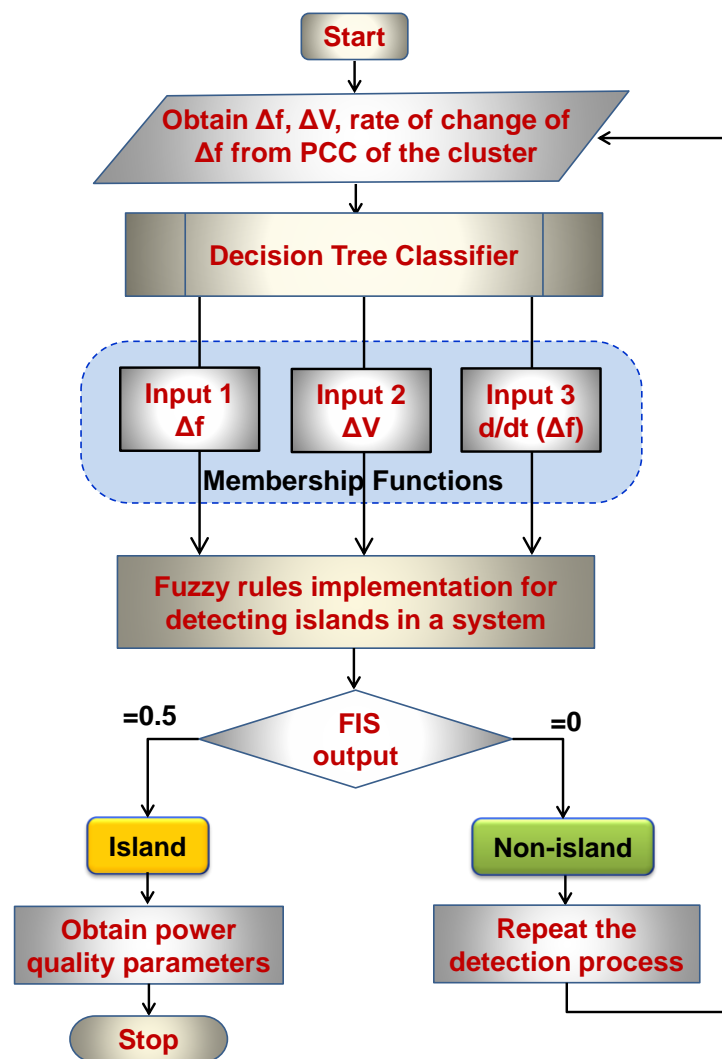 Start
Obtain Δf, ΔV, rate of change of
Δf from PCC of the cluster
Decision Tree Classifier
Input 1
Δf
Input 2
ΔV
Input 3
d/dt (Δf)
Membership Functions
Fuzzy rules implementation for
detecting islands in a system
=0.5
FIS
output
=0
Island
Non-island
Obtain power
quality parameters
Repeat the
detection process
Stop